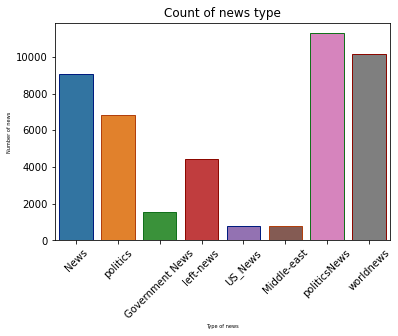 Count of news type
Number of news
10000
8000
6000
4000
2000
0
News
politics
Government News
left-news
US_News
Middle-east
politicsNews
worldnews
Type of news